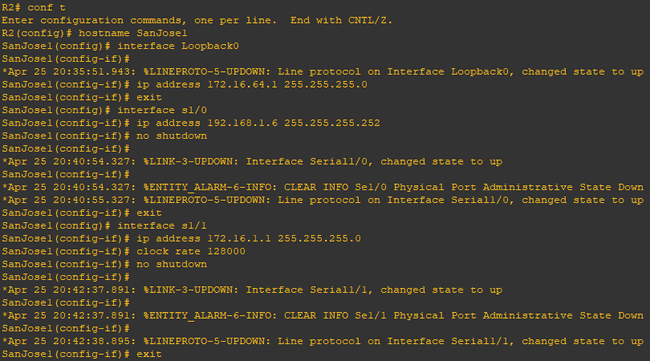 R2# conf t
Enter configuration commands, one per line.  End with CNTL/Z.
R2(config)# hostname SanJose1
SanJose1(config)# interface Loopback0
SanJose1(config-if)#
*Apr 25 20:35:51.943: %LINEPROTO-5-UPDOWN: Line protocol on Interface Loopback0, changed state to up
SanJose1(config-if)# ip address 172.16.64.1 255.255.255.0
SanJose1(config-if)# exit
SanJose1(config)# interface s1/0
SanJose1(config-if)# ip address 192.168.1.6 255.255.255.252
SanJose1(config-if)# no shutdown
SanJose1(config-if)#
*Apr 25 20:40:54.327: %LINK-3-UPDOWN: Interface Serial1/0, changed state to up
SanJose1(config-if)#
*Apr 25 20:40:54.327: %ENTITY_ALARM-6-INFO: CLEAR INFO Se1/0 Physical Port Administrative State Down
*Apr 25 20:40:55.327: %LINEPROTO-5-UPDOWN: Line protocol on Interface Serial1/0, changed state to up
SanJose1(config-if)# exit
SanJose1(config)# interface s1/1
SanJose1(config-if)# ip address 172.16.1.1 255.255.255.0
SanJose1(config-if)# clock rate 128000
SanJose1(config-if)# no shutdown
SanJose1(config-if)#
*Apr 25 20:42:37.891: %LINK-3-UPDOWN: Interface Serial1/1, changed state to up
SanJose1(config-if)#
*Apr 25 20:42:37.891: %ENTITY_ALARM-6-INFO: CLEAR INFO Se1/1 Physical Port Administrative State Down
SanJose1(config-if)#
*Apr 25 20:42:38.895: %LINEPROTO-5-UPDOWN: Line protocol on Interface Serial1/1, changed state to up
SanJose1(config-if)# exit